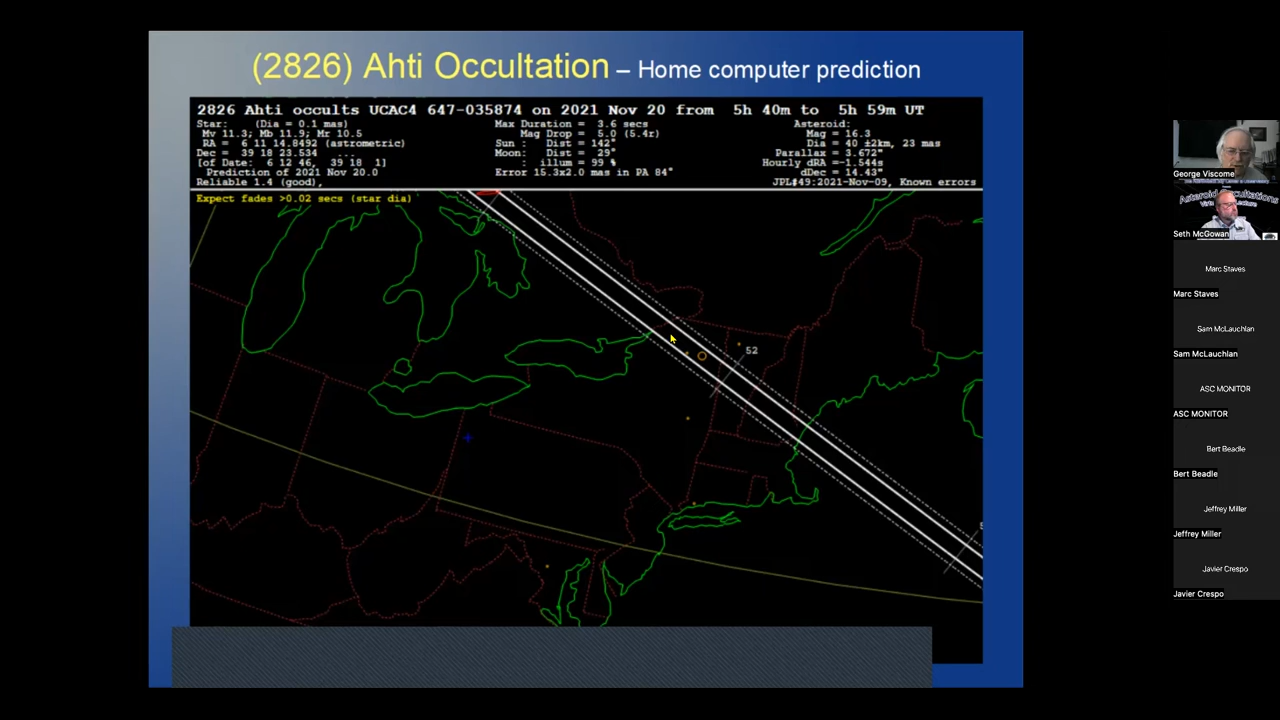 (2826) Ahti Occultation – Home computer prediction
2826 Ahti occults UCAC4 647-035874 on 2021 Nov 20 from 5h 40m to 5h 59m UT
Star: (Dia = 0.1 mas)
Mv 11.3; Mb 11.9; Mr 10.5
RA = 6 11 14.8492 (astrometric)
Dec = 39 18 23.534 ...
[of Date: 6 12 46, 39 18 1]
Prediction of 2021 Nov 20.0
Reliable 1.4 (good),
Max Duration = 3.6 secs
Mag Drop = 5.0 (5.4r)
Sun : Dist = 142°
Moon: Dist = 29°
: illum = 99 %
Error 15.3x2.0 mas in PA 84°
Asteroid:
Mag = 16.3
Dia = 40 ±2km, 23 mas
Parallax = 3.672"
Hourly dRA =-1.544s
dDec = 14.43"
JPL#49:2021-Nov-09, Known errors
Expect fades >0.02 secs (star dia)
52
George Viscome
Asteroid Occultations
Seth McGowan
Marc Staves
Marc Staves
Sam McLauchlan
Sam McLauchlan
ASC MONITOR
ASC MONITOR
Bert Beadle
Bert Beadle
Jeffrey Miller
Jeffrey Miller
Javier Crespo
Javier Crespo